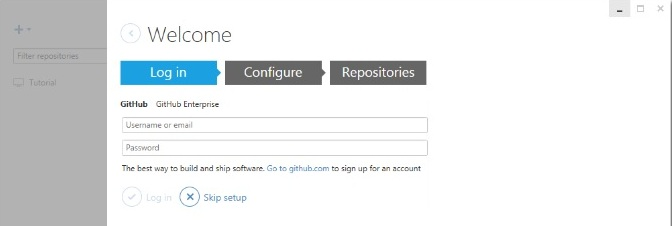 Welcome
Filter repositories
Tutorial
Log in
Configure
Repositories
GitHub GitHub Enterprise
Username or email
Password
The best way to build and ship software. Go to github.com to sign up for an account
Log in
Skip setup